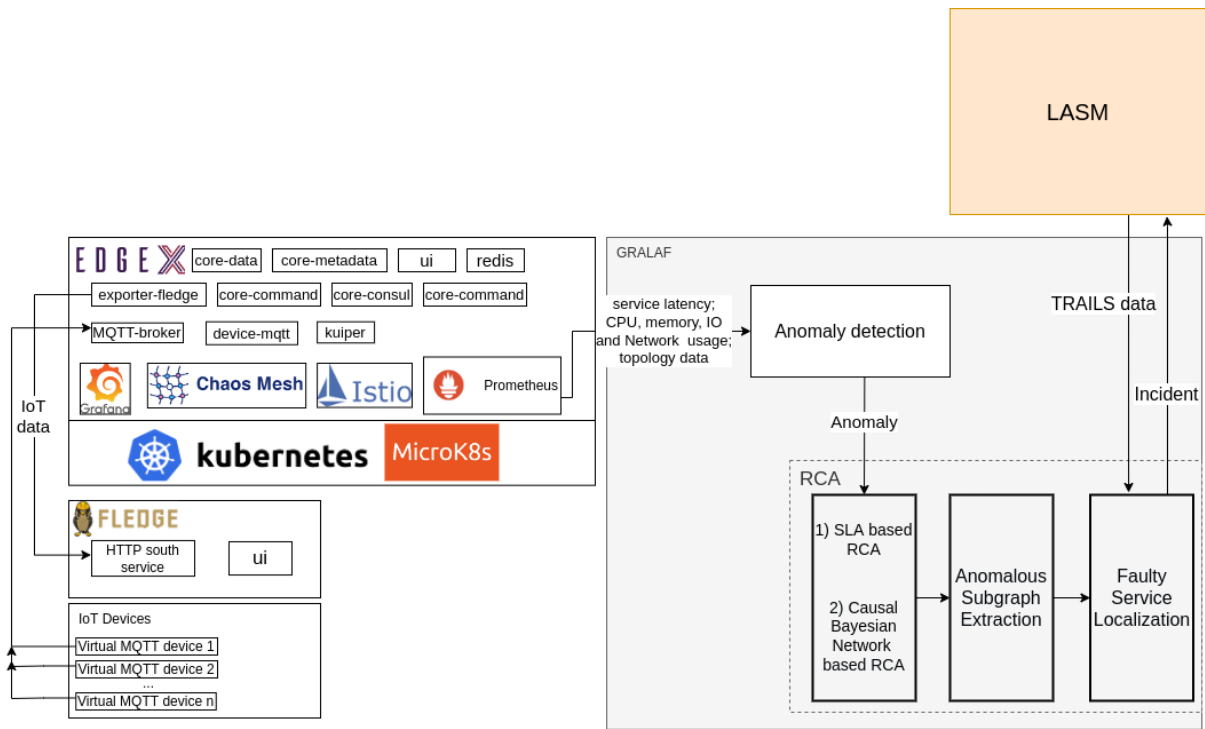 LASM
EDGEX
core-data
core-metadata
ui
redis
exporter-fledge
core-command
core-consul
core-command
MQTT-broker
device-mqtt
kuiper
Grafana
Chaos Mesh
Istio
Prometheus
kubernetes
MicroK8s
IoT
data
FLEDGE
HTTP south
service
ui
IoT Devices
Virtual MQTT device 1
Virtual MQTT device 2
...
Virtual MQTT device n
GRALAF
service latency;
CPU, memory, IO
and Network usage;
topology data
Anomaly detection
Anomaly
TRAILS data
Incident
RCA
1) SLA based
RCA
2) Causal
Bayesian
Network
based RCA
Anomalous
Subgraph
Extraction
Faulty
Service
Localization